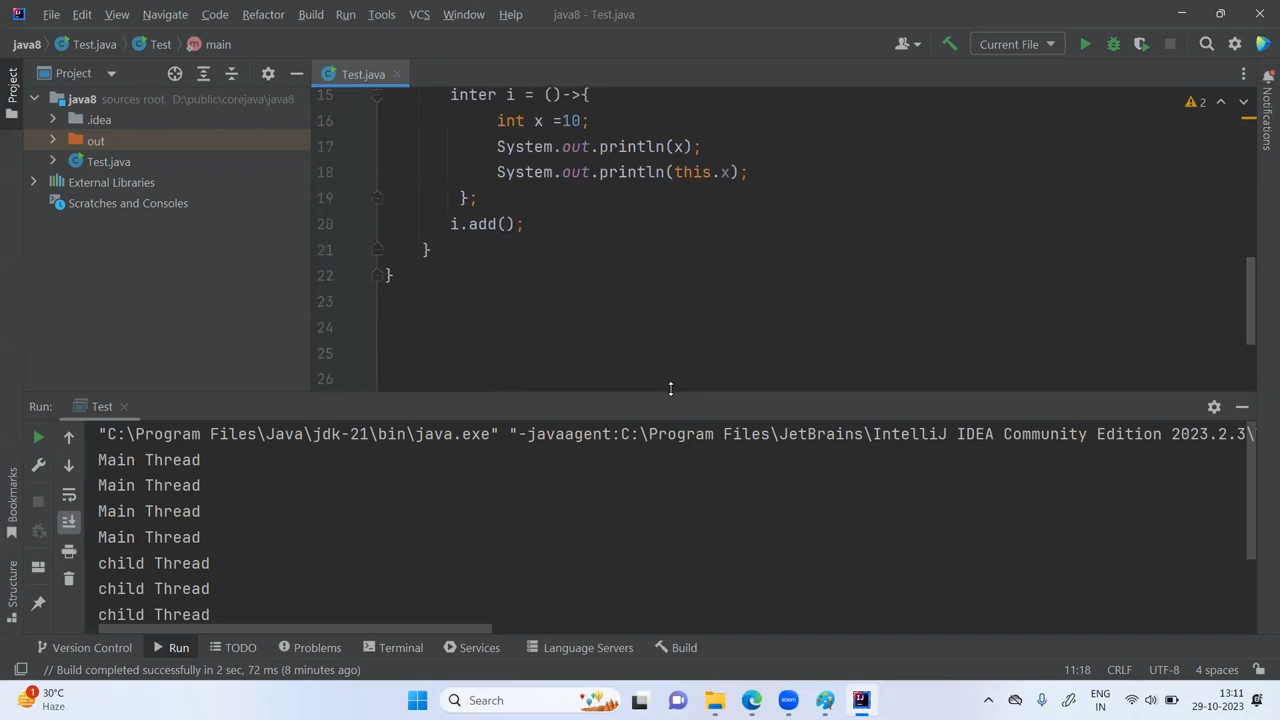 File Edit View Navigate Code Refactor Build Run Tools VCS Window Help java8 - Test.java
java8 Test.java Test main Current File
Project Project Test.java Notifications
java8 sources root, D:\public\corejava\java8
.idea
out
Test.java
External Libraries
Scratches and Consoles
2
15 inter i = ()->{
16 int x =10;
17 System.out.println(x);
18 System.out.println(this.x);
19 };
20 i.add();
21 }
22 }
23
24
25
26
Run: Test
"C:\Program Files\Java\jdk-21\bin\java.exe" "-javaagent:C:\Program Files\JetBrains\IntelliJ IDEA Community Edition 2023.2.3\
Main Thread
Main Thread
Main Thread
Main Thread
child Thread
child Thread
child Thread
Bookmarks
Structure
Version Control Run TODO Problems Terminal Services Language Servers Build
// Build completed successfully in 2 sec, 72 ms (8 minutes ago) 11:18 CRLF UTF-8 4 spaces
1 30°C Search zoom IJ ENG 13:11
Haze IN 29-10-2023